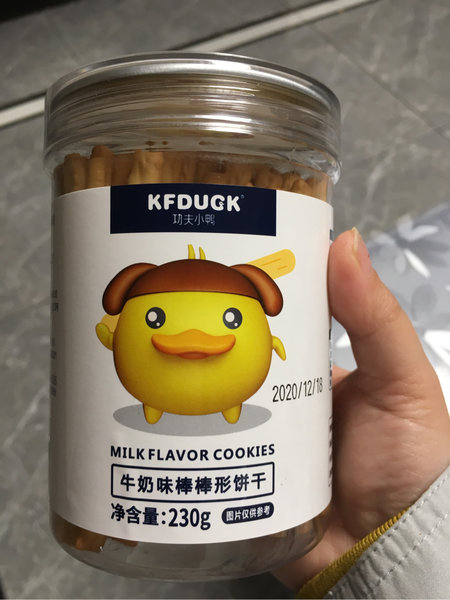 KFDUCK
功夫小鸭
2020/12/18
MILK FLAVOR COOKIES
牛奶味棒棒形饼干
净含量:230g
图片仅供参考